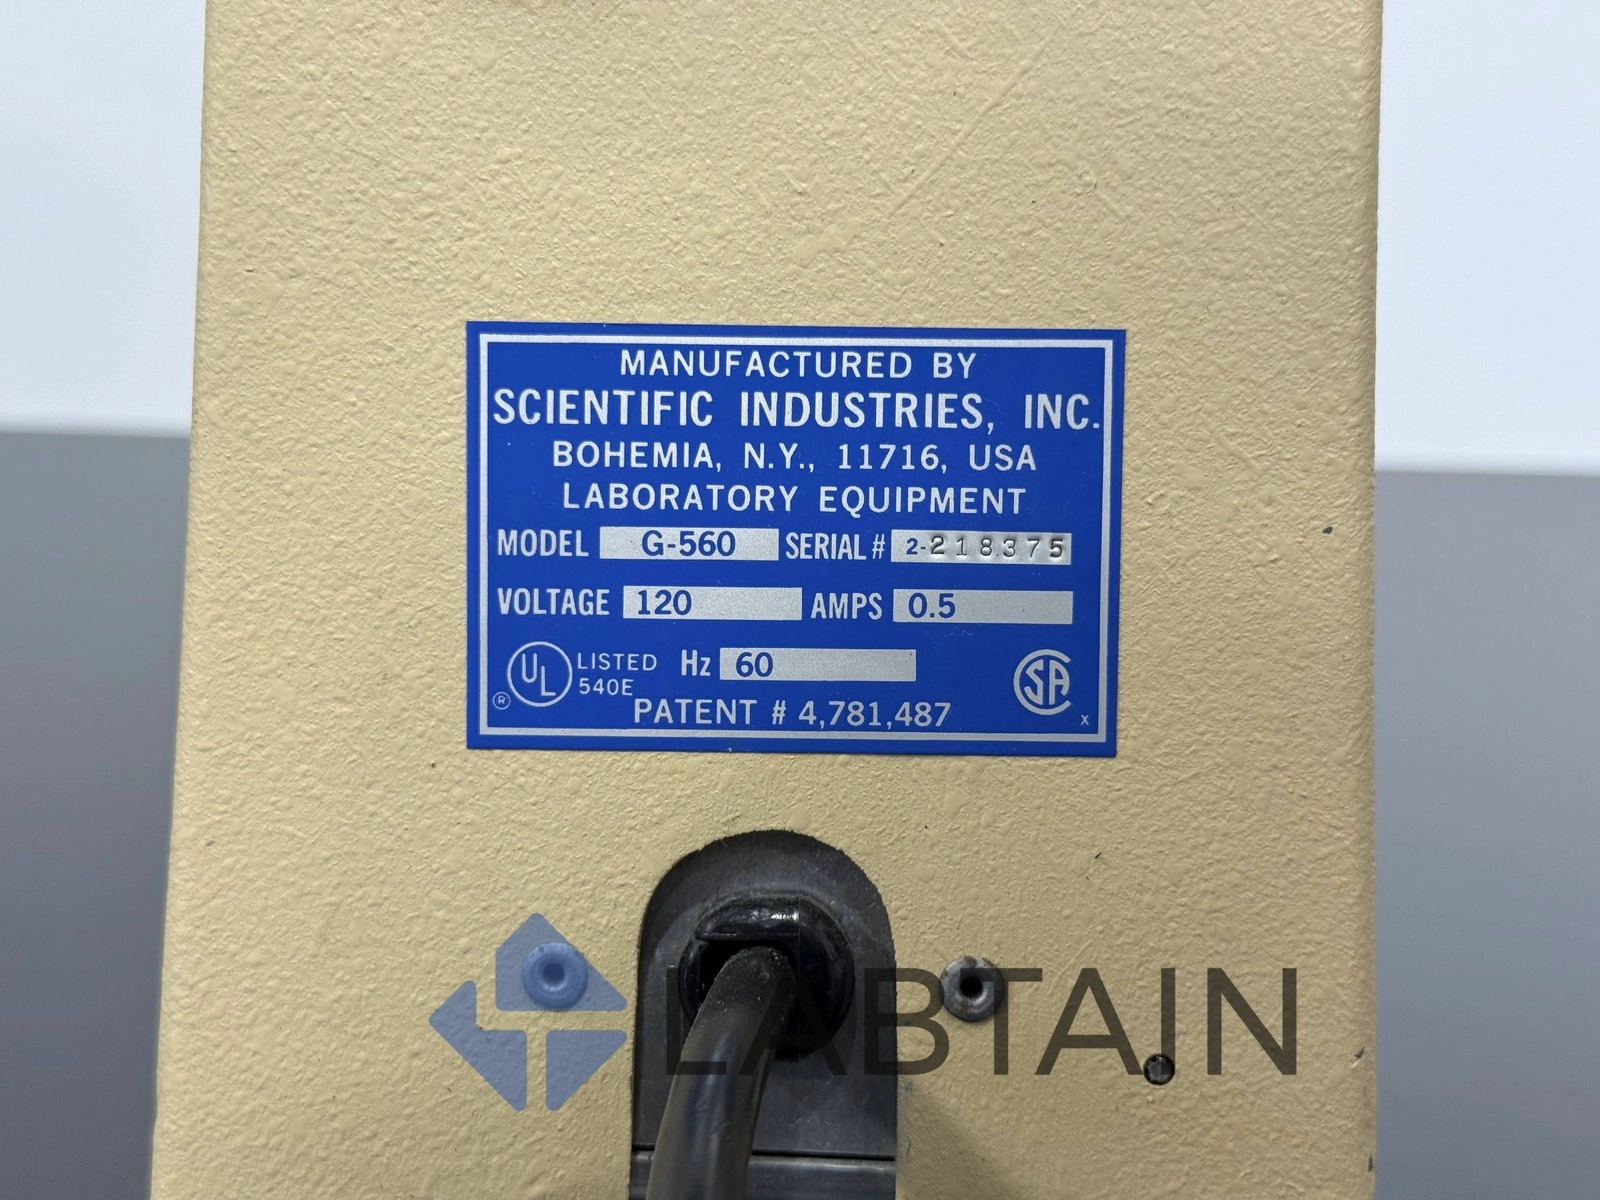 MANUFACTURED BY
SCIENTIFIC INDUSTRIES, INC.
BOHEMIA, N.Y., 11716, USA
LABORATORY EQUIPMENT
MODEL G-560 SERIAL # 2-218375
VOLTAGE 120 AMPS 0.5
UL LISTED 540E Hz 60 SA
® x
PATENT # 4,781,487
LABTAIN